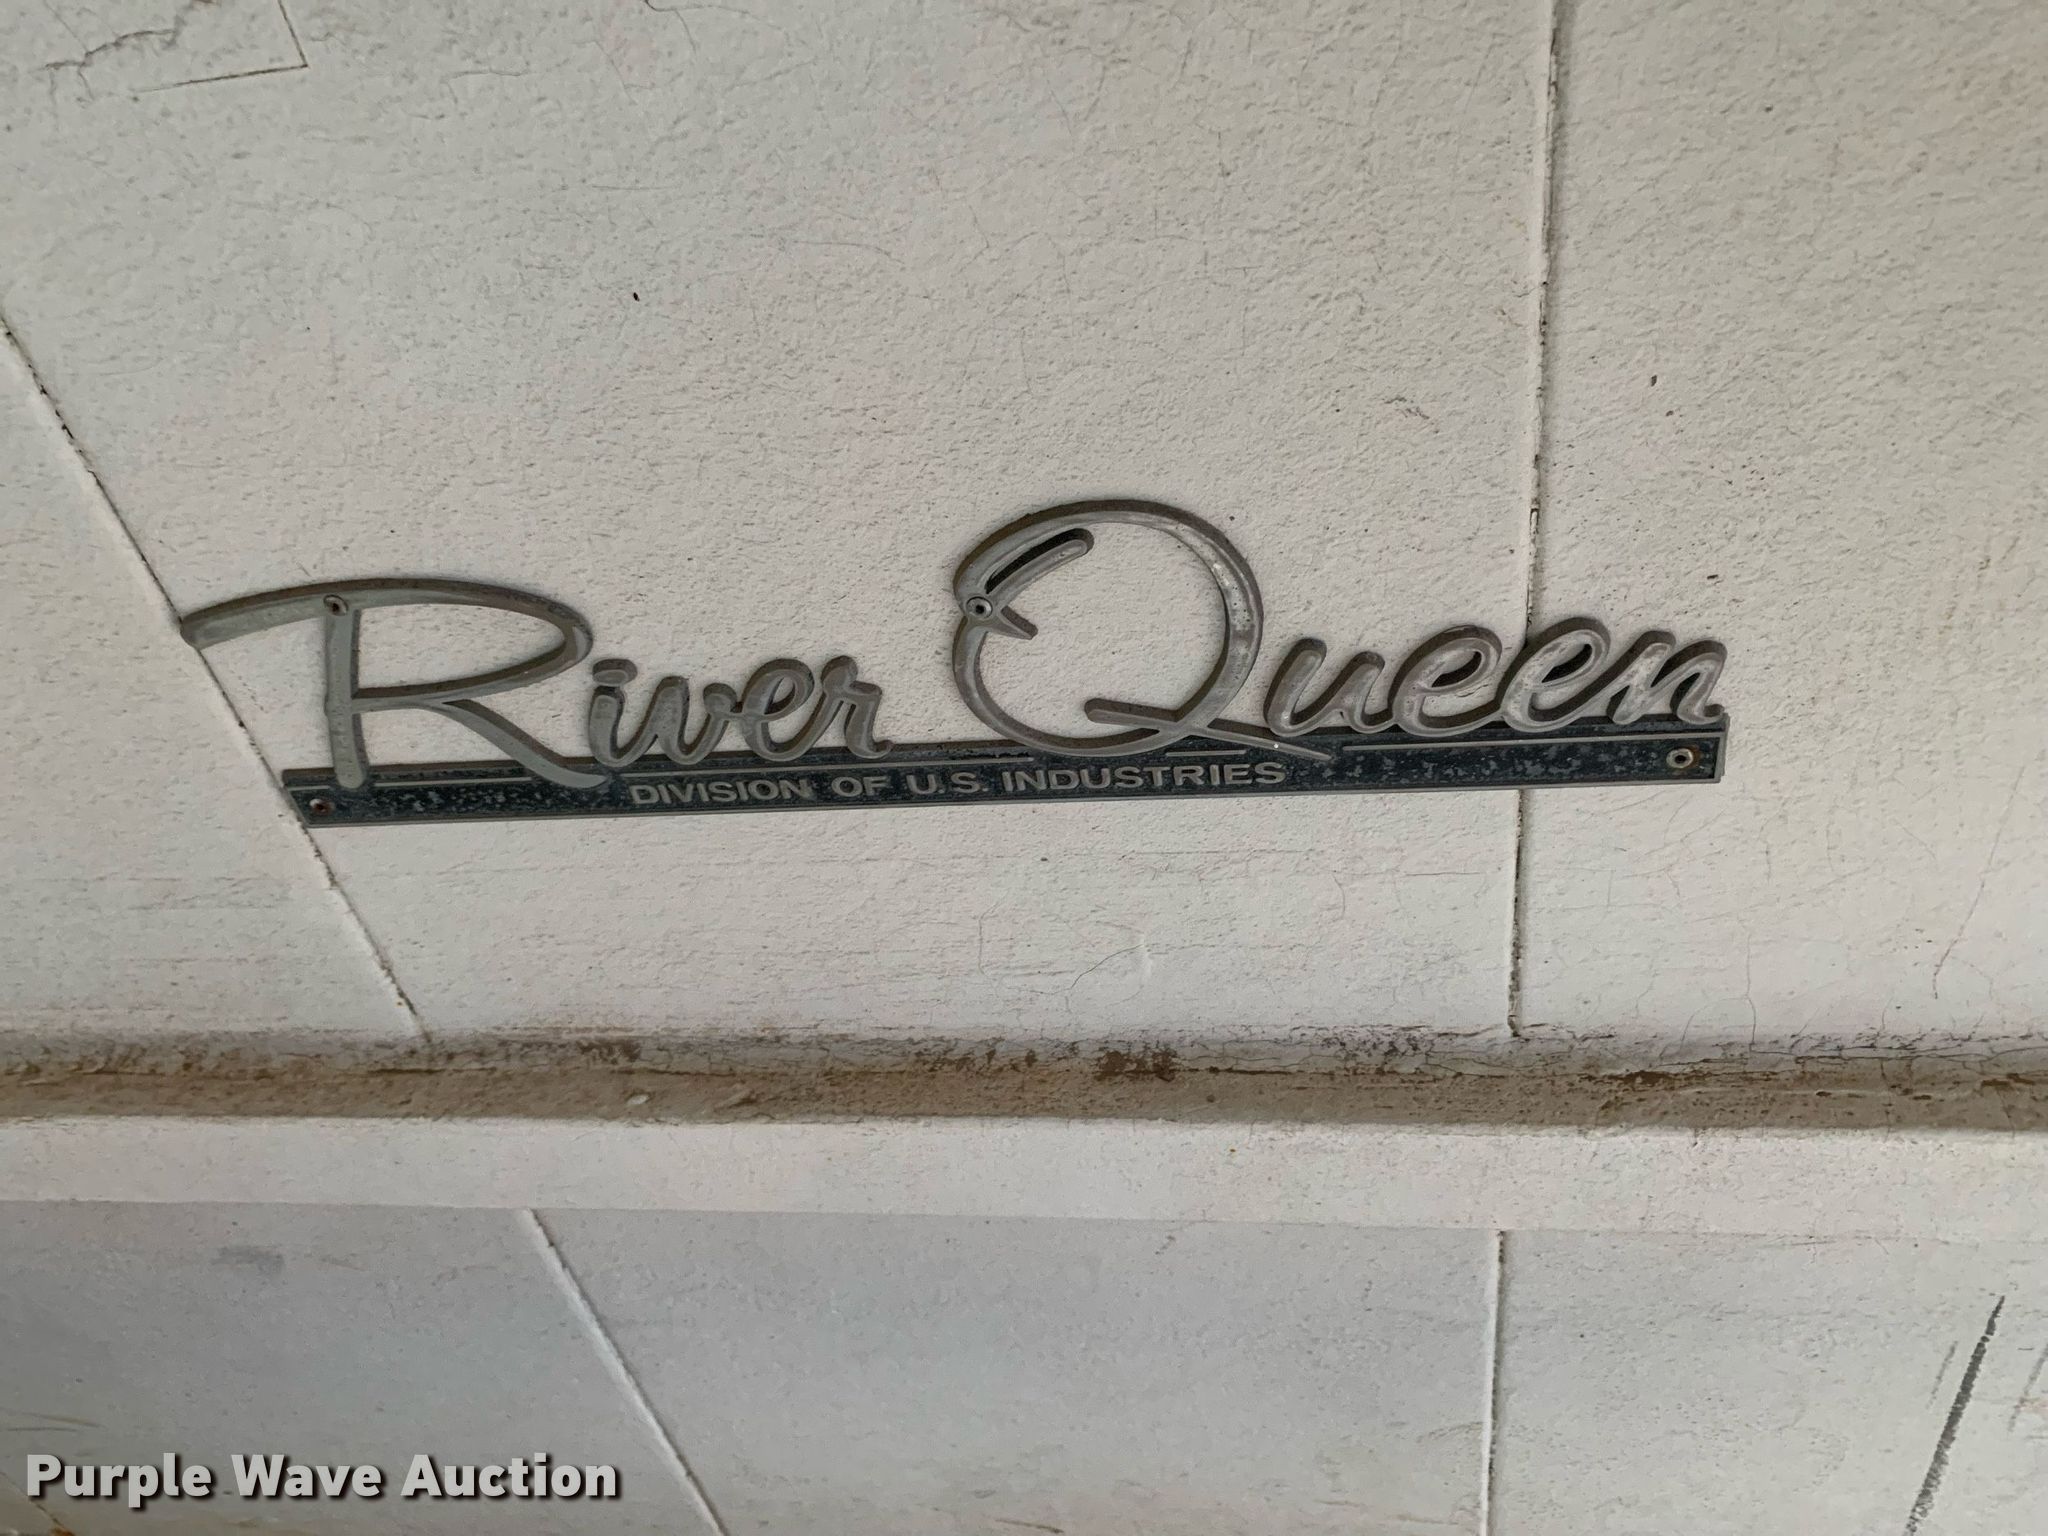 River Queen
DIVISION OF U.S. INDUSTRIES
Purple Wave Auction